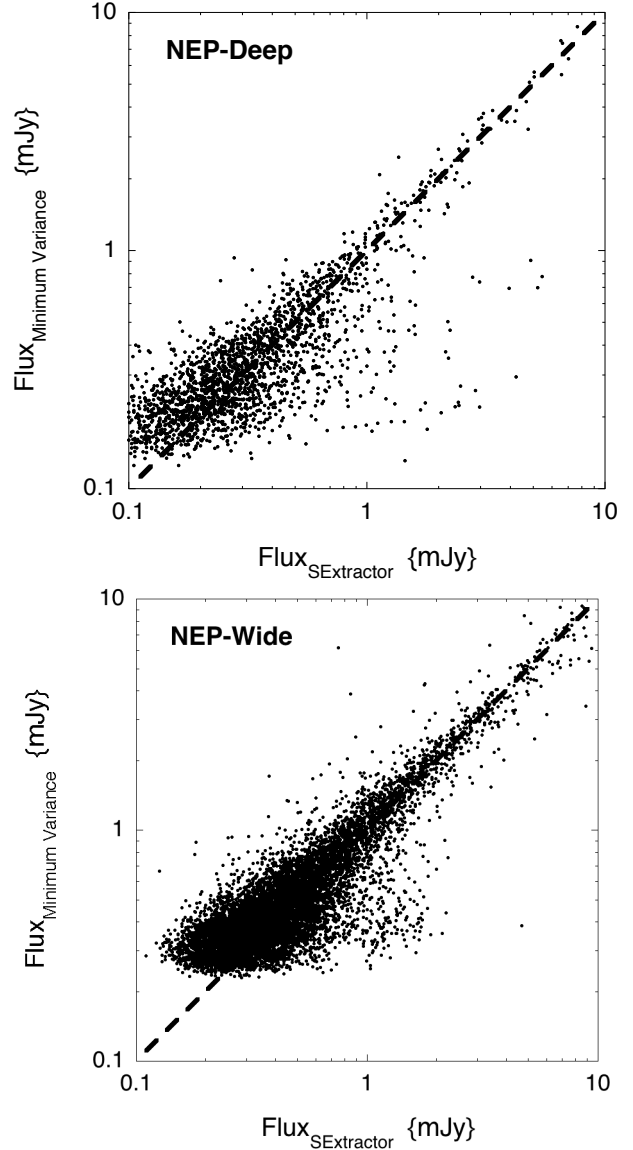 10
NEP-Deep
Flux_Minimum Variance {mJy}
1
0.1
0.1
1
10
Flux_SExtractor {mJy}
10
NEP-Wide
Flux_Minimum Variance {mJy}
1
0.1
0.1
1
10
Flux_SExtractor {mJy}